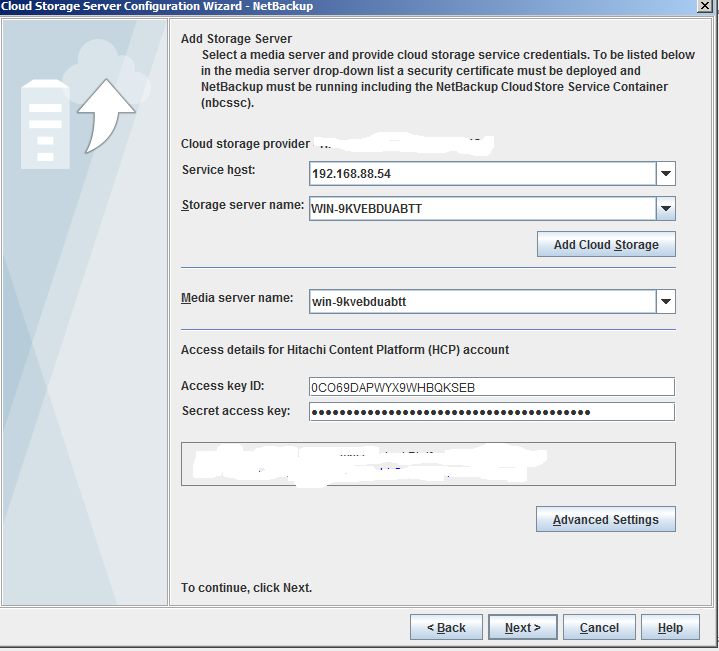 Cloud Storage Server Configuration Wizard - NetBackup
Add Storage Server
Select a media server and provide cloud storage service credentials. To be listed below
in the media server drop-down list a security certificate must be deployed and
NetBackup must be running including the NetBackup CloudStore Service Container
(nbcssc).
Cloud storage provider
Service host: 192.168.88.54
Storage server name: WIN-9KVEBDUABTT
Add Cloud Storage
Media server name: win-9kvebduabtt
Access details for Hitachi Content Platform (HCP) account
Access key ID: 0CO69DAPWYX9WHBQKSEB
Secret access key: ●●●●●●●●●●●●●●●●●●●●●●●●●●●●●●●●●●●●●●●●
Advanced Settings
To continue, click Next.
< Back Next > Cancel Help